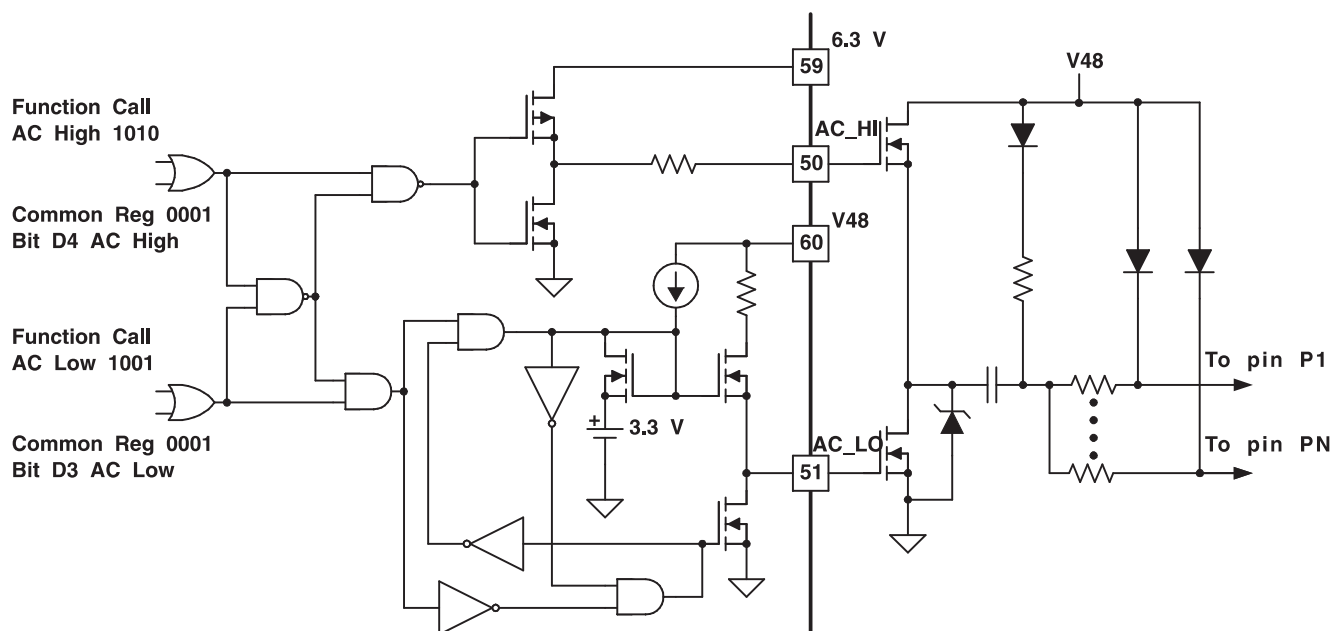 6.3 V
59
V48
Function Call
AC High 1010
AC_HI
50
Common Reg 0001
Bit D4 AC High
V48
60
Function Call
AC Low 1001
To pin P1
+
3.3 V
Common Reg 0001
Bit D3 AC Low
AC_LO
51
To pin PN